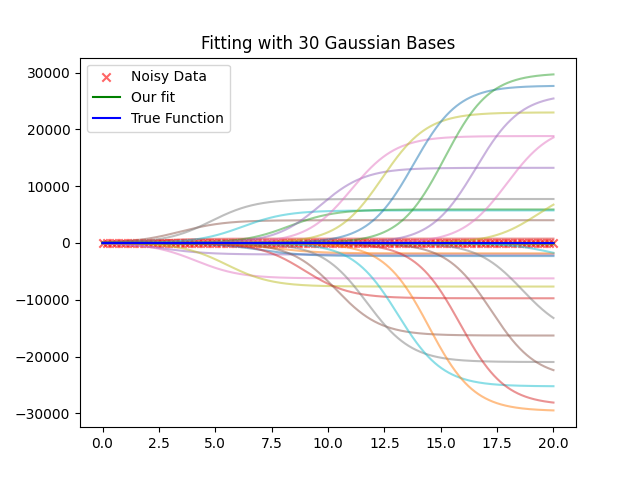 Fitting with 30 Gaussian Bases
Noisy Data
Our fit
True Function
30000
20000
10000
0
−10000
−20000
−30000
0.0 2.5 5.0 7.5 10.0 12.5 15.0 17.5 20.0